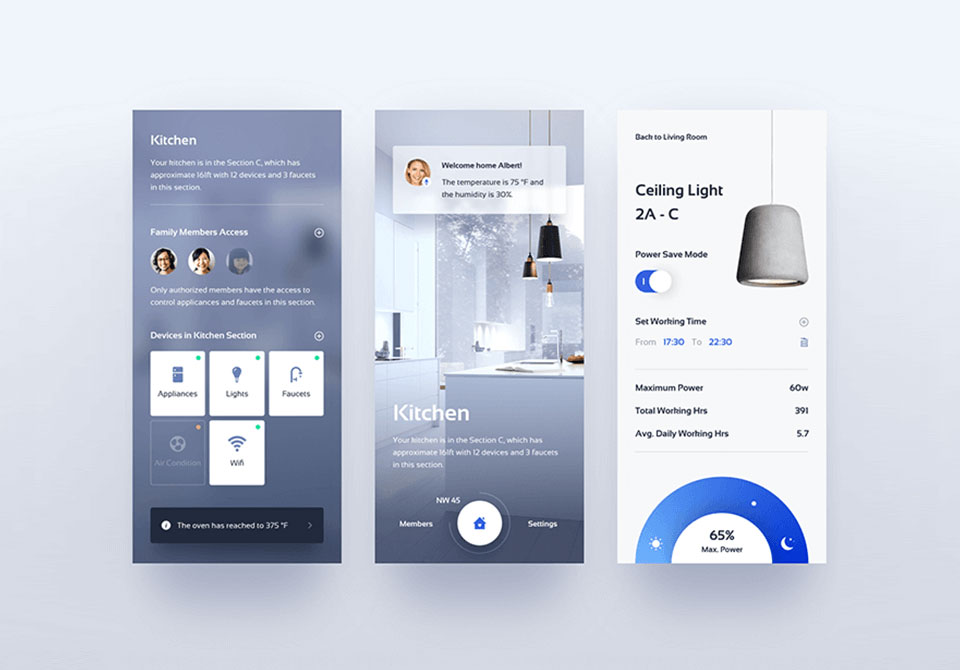 Kitchen
Your kitchen is in the Section C, which has
approximate 16lft with 12 devices and 3 faucets
in this section.
Family Members Access
Only authorized members have the access to
control applicances and faucets in this section.
Devices in Kitchen Section
Appliances
Lights
Faucets
Air Condition
Wifi
The oven has reached to 375 °F
Welcome home Albert!
The temperature is 75 °F and
the humidity is 30%.
Kitchen
Your kitchen is in the Section C, which has
approximate 16lft with 12 devices and 3 faucets
in this section.
NW 45
Members
Settings
Back to Living Room
Ceiling Light
2A - C
Power Save Mode
Set Working Time
From 17:30 To 22:30
Maximum Power 60w
Total Working Hrs 391
Avg. Daily Working Hrs 5.7
65%
Max. Power